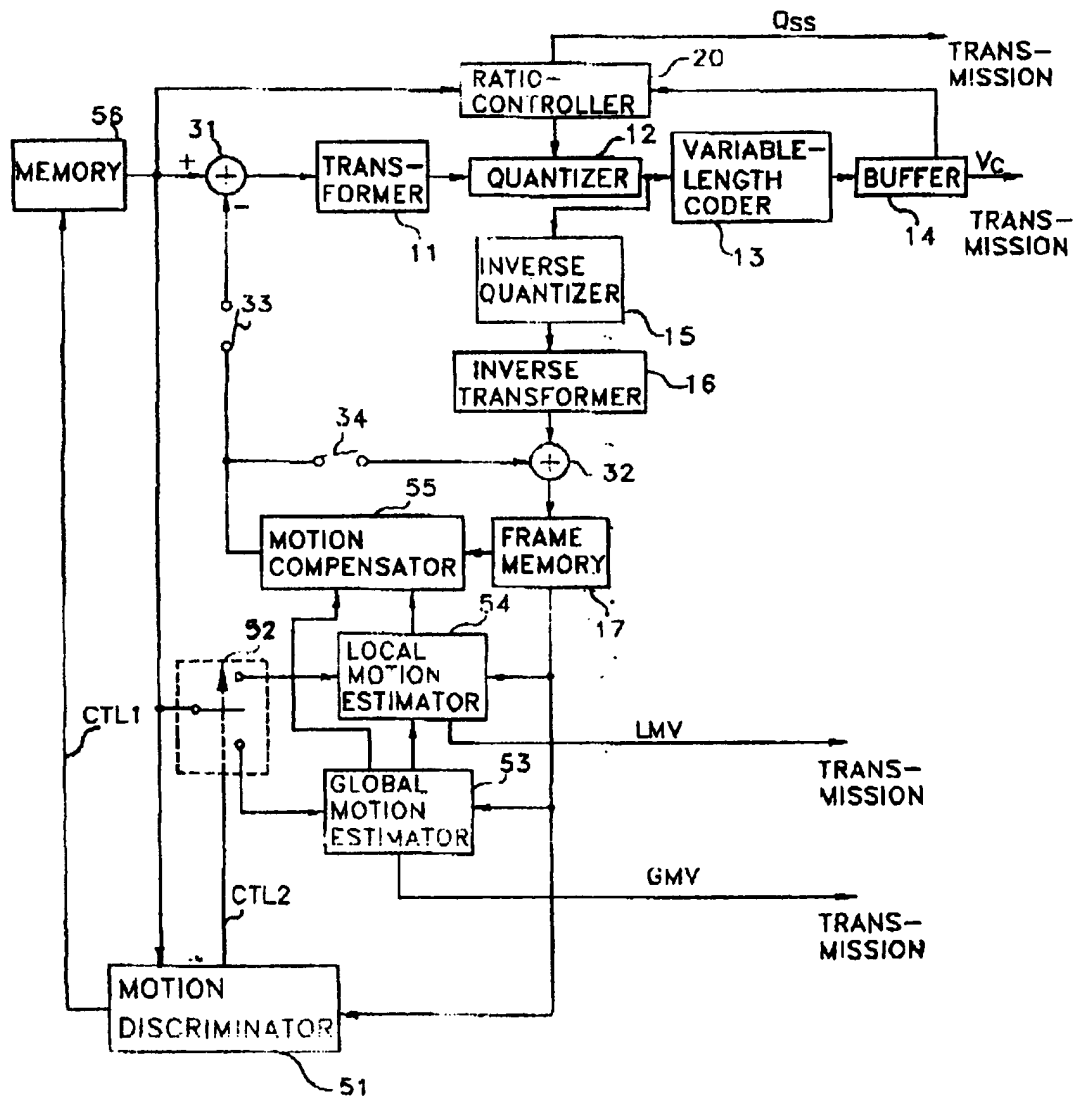 QSS
TRANS-
MISSION
20
RATIO-
CONTROLLER
56
MEMORY
+
31
+
-
TRANS-
FORMER
11
12
QUANTIZER
VARIABLE-
LENGTH
CODER
13
BUFFER
14
VC
TRANS-
MISSION
INVERSE
QUANTIZER
15
INVERSE
TRANSFORMER
16
33
34
+
32
55
MOTION
COMPENSATOR
FRAME
MEMORY
17
54
LOCAL
MOTION
ESTIMATOR
52
CTL1
LMV
TRANS-
MISSION
53
GLOBAL
MOTION
ESTIMATOR
GMV
TRANS-
MISSION
CTL2
MOTION
DISCRIMINATOR
51